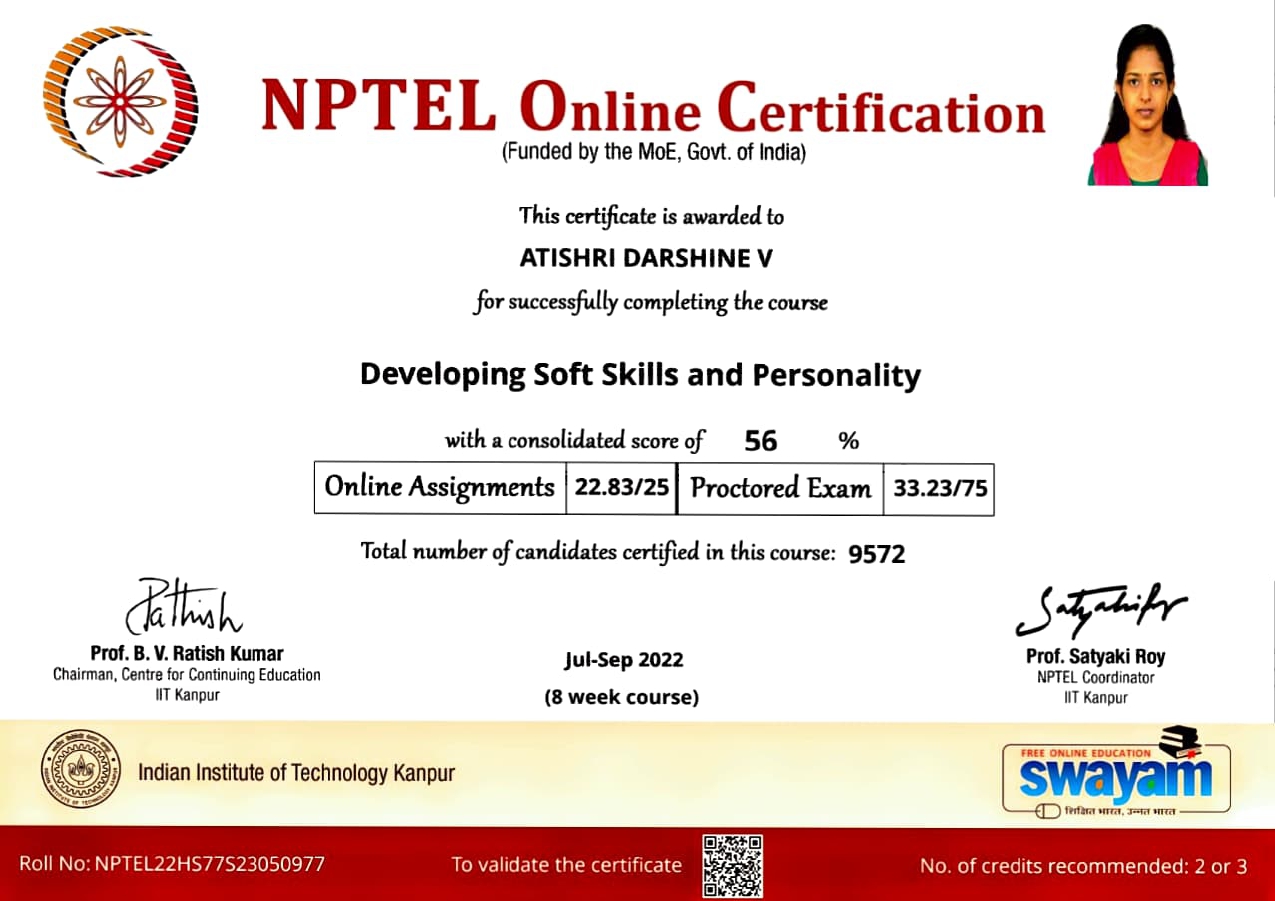 NPTEL Online Certification
(Funded by the MoE, Govt. of India)
This certificate is awarded to
ATISHRI DARSHINE V
for successfully completing the course
Developing Soft Skills and Personality
with a consolidated score of 56 %
Online Assignments 22.83/25 Proctored Exam 33.23/75
Total number of candidates certified in this course: 9572
Prof. B. V. Ratish Kumar
Chairman, Centre for Continuing Education
IIT Kanpur
Jul-Sep 2022
(8 week course)
Prof. Satyaki Roy
NPTEL Coordinator
IIT Kanpur
Indian Institute of Technology Kanpur
FREE ONLINE EDUCATION
swayam
शिक्षित भारत, उन्नत भारत
Roll No: NPTEL22HS77S23050977
To validate the certificate
No. of credits recommended: 2 or 3